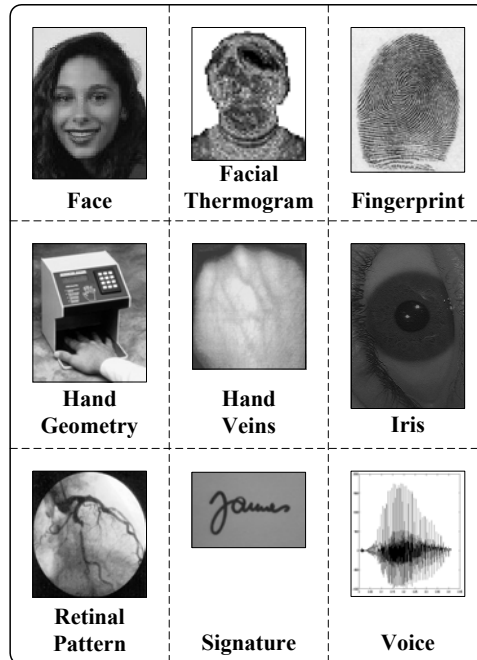 Face
Facial
Thermogram
Fingerprint
Hand
Geometry
Hand
Veins
Iris
Retinal
Pattern
Signature
Voice